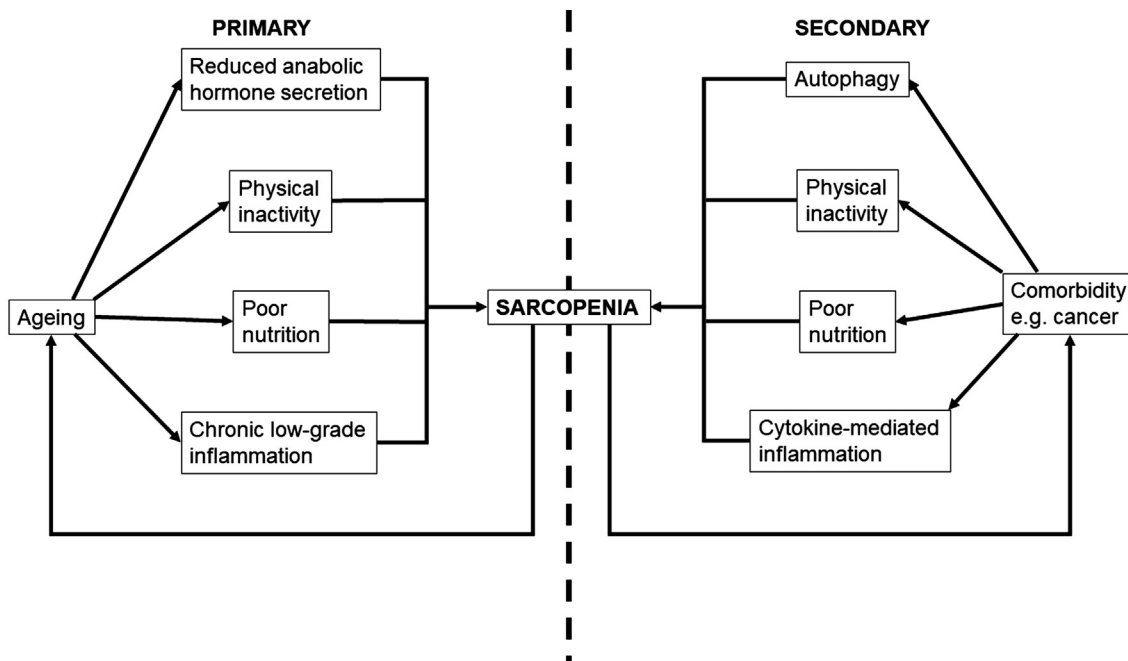 PRIMARY
SECONDARY
Reduced anabolic
hormone secretion
Physical
inactivity
Ageing
Poor
nutrition
Chronic low-grade
inflammation
SARCOPENIA
Autophagy
Physical
inactivity
Poor
nutrition
Cytokine-mediated
inflammation
Comorbidity
e.g. cancer